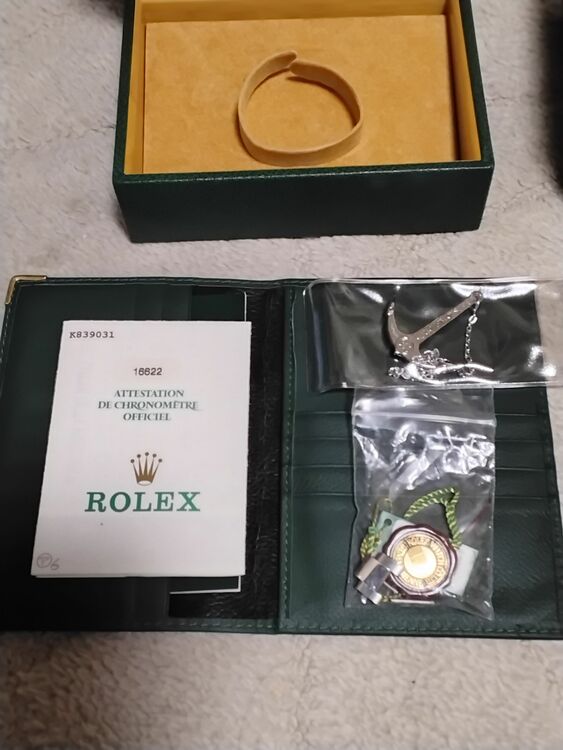 K839031
16622
ATTESTATION
DE CHRONOMÈTRE
OFFICIEL
ROLEX